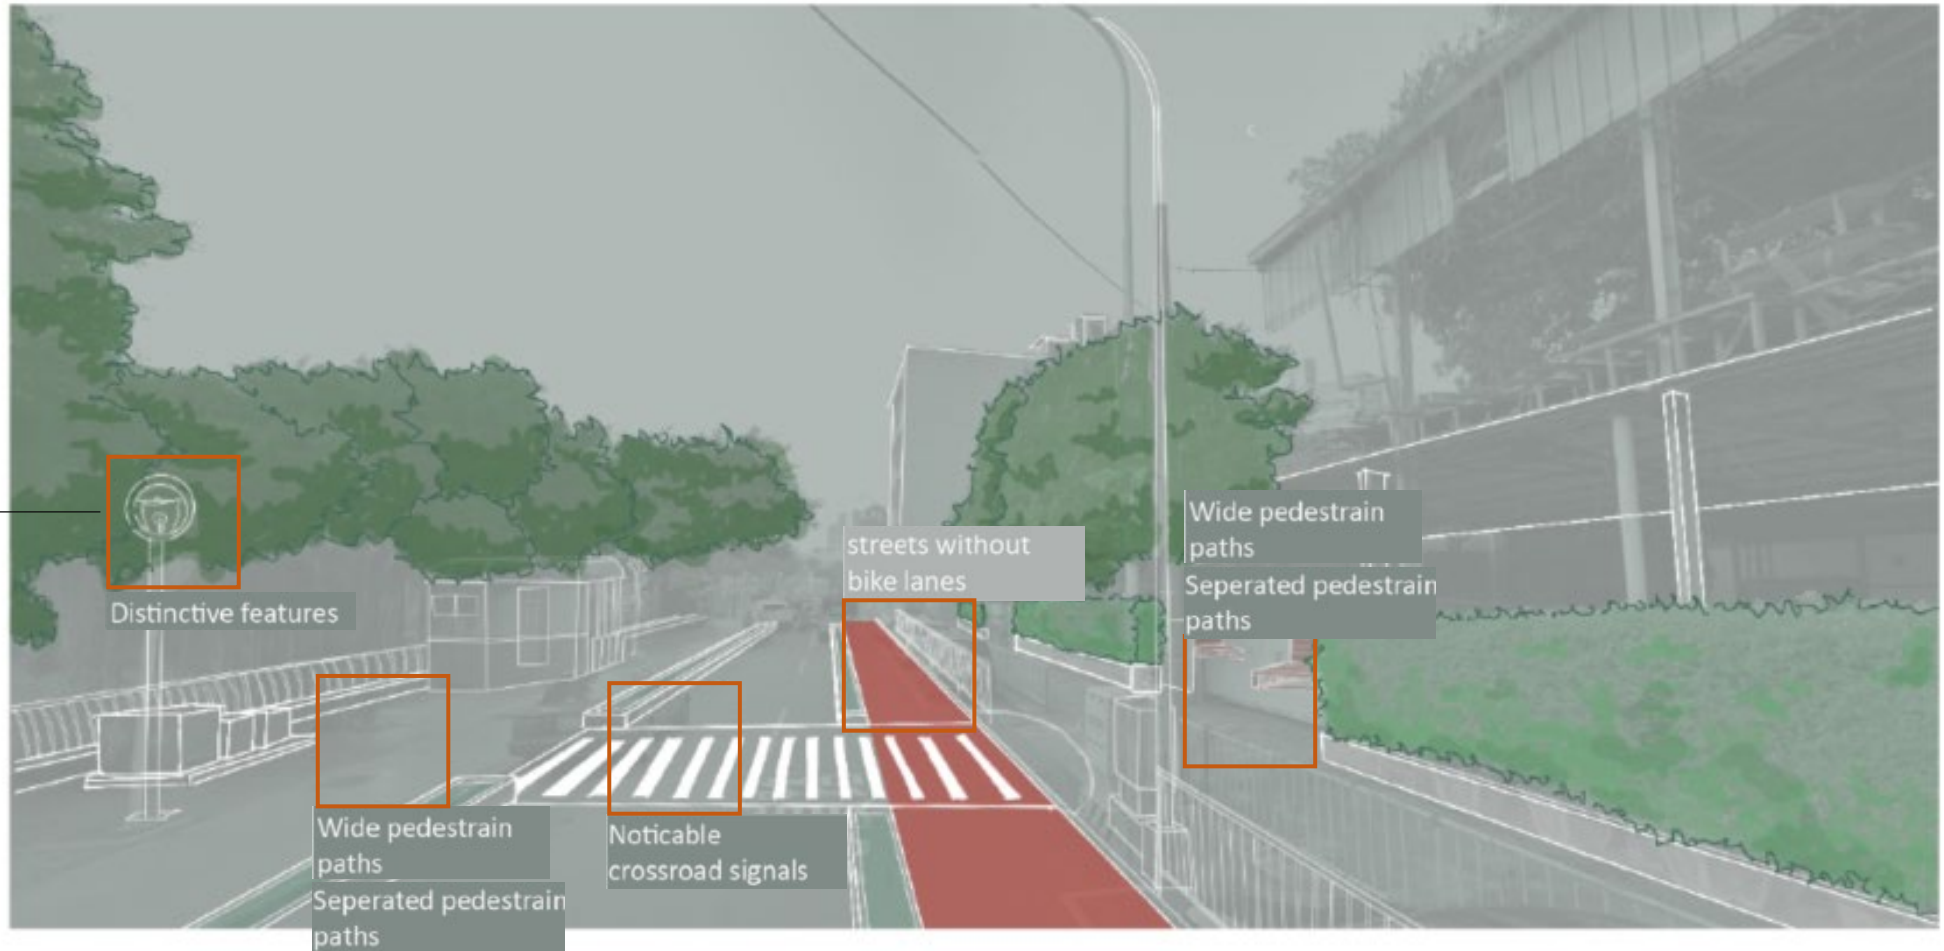 Wide pedestrain
paths
Seperated pedestrain
paths
streets without
bike lanes
Distinctive features
Wide pedestrain
paths
Seperated pedestrain
paths
Noticable
crossroad signals